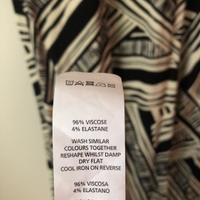 96% VISCOSE
4% ELASTANE
WASH SIMILAR
COLOURS TOGETHER
RESHAPE WHILST DAMP
DRY FLAT
COOL IRON ON REVERSE
96% VISCOSA
4% ELASTANO